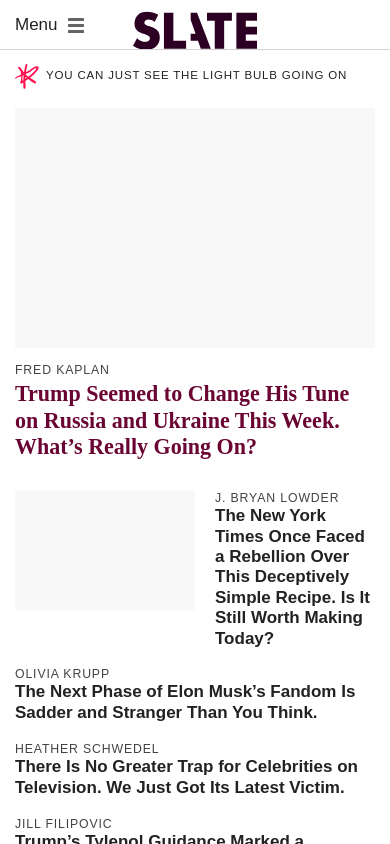 Menu
SLATE
YOU CAN JUST SEE THE LIGHT BULB GOING ON
FRED KAPLAN
Trump Seemed to Change His Tune
on Russia and Ukraine This Week.
What’s Really Going On?
J. BRYAN LOWDER
The New York
Times Once Faced
a Rebellion Over
This Deceptively
Simple Recipe. Is It
Still Worth Making
Today?
OLIVIA KRUPP
The Next Phase of Elon Musk’s Fandom Is
Sadder and Stranger Than You Think.
HEATHER SCHWEDEL
There Is No Greater Trap for Celebrities on
Television. We Just Got Its Latest Victim.
JILL FILIPOVIC
Trump’s Tylenol Guidance Marked a